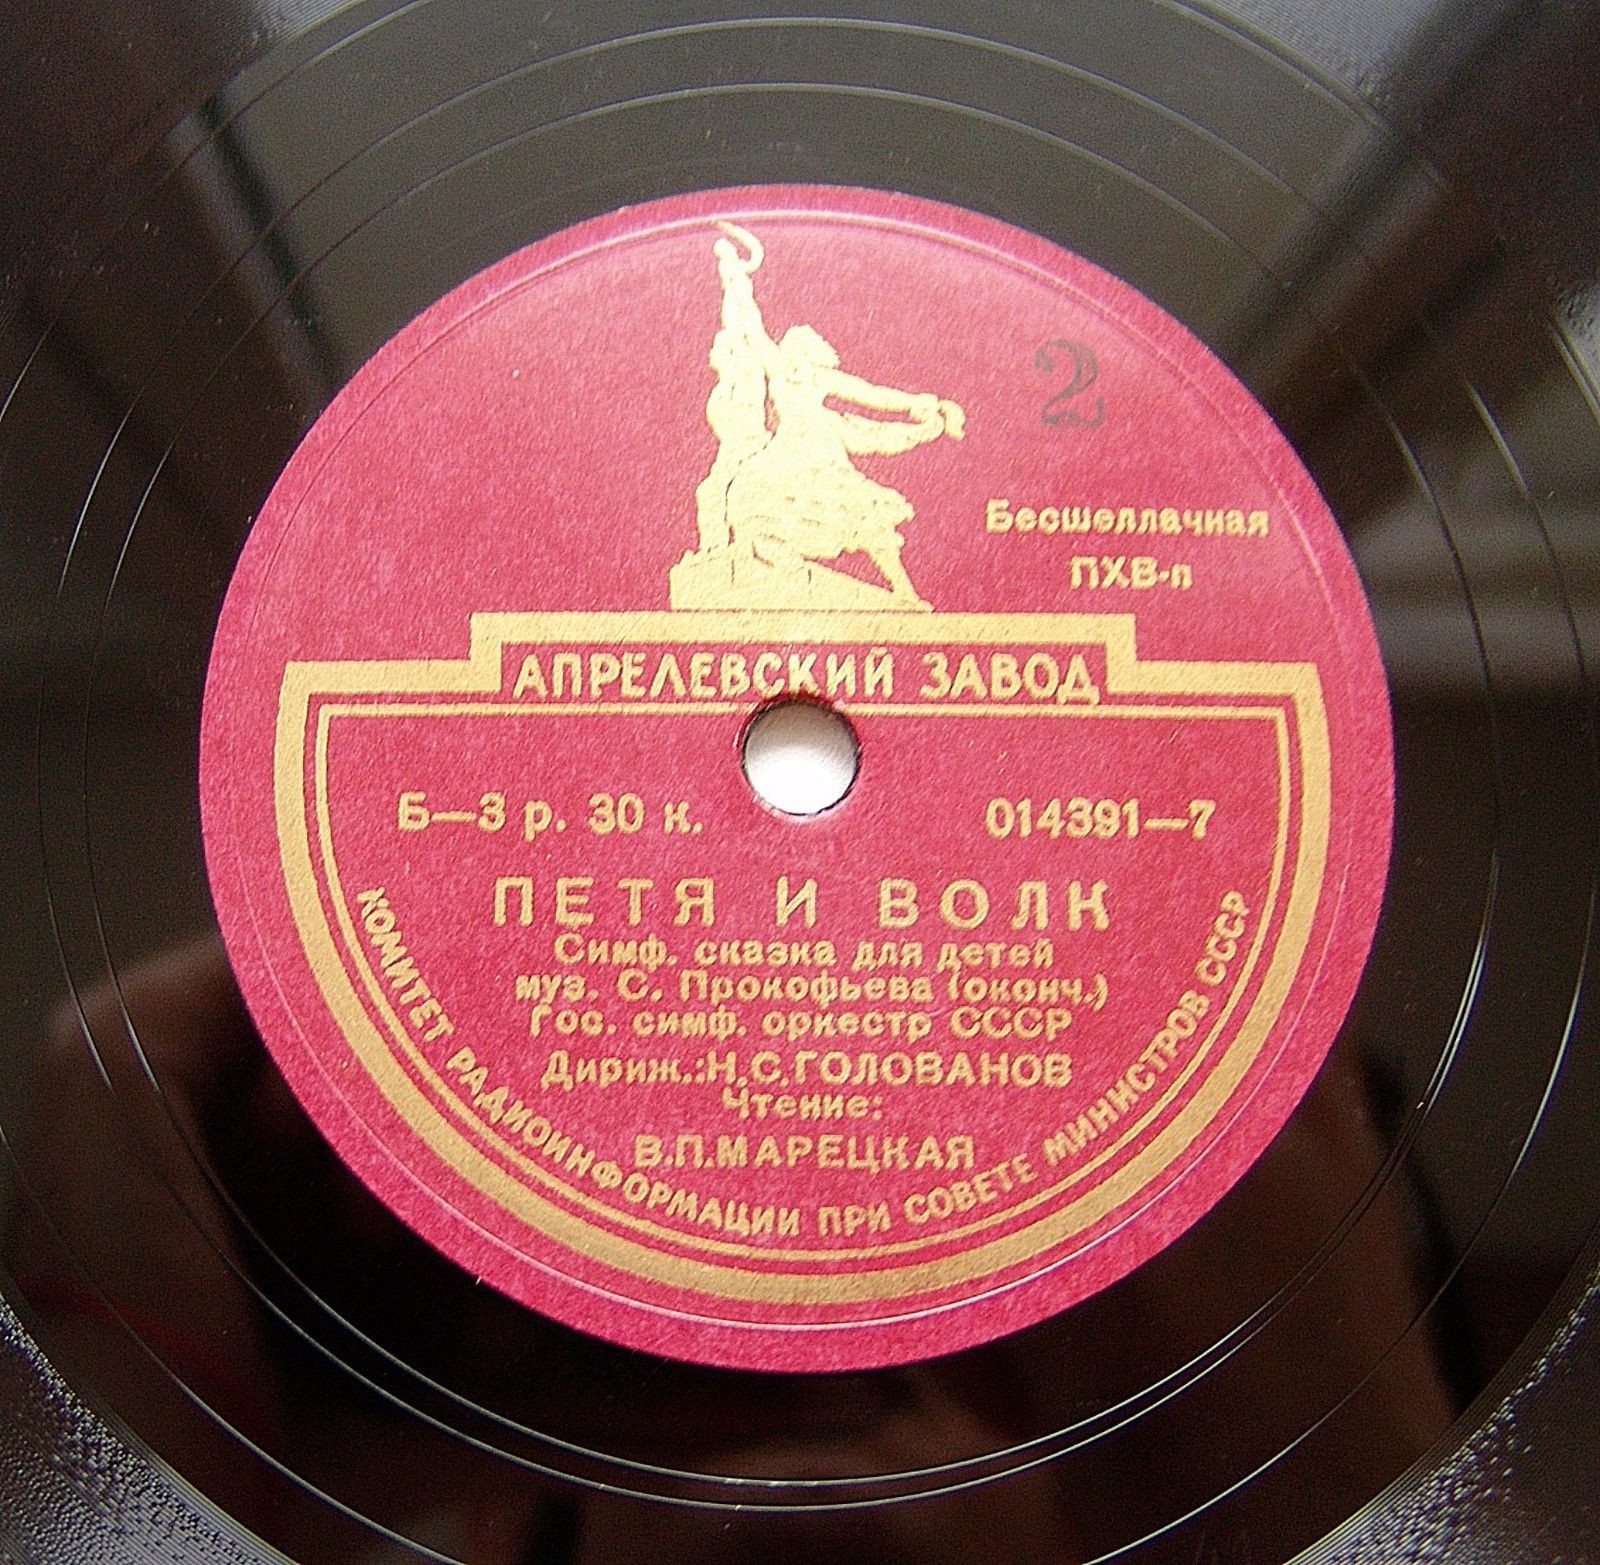 2
Бесшеллачная
ПХВ-п
АПРЕЛЕВСКИЙ ЗАВОД
Б—3 р. 30 к.
014391—7
ПЕТЯ И ВОЛК
Симф. сказка для детей
муз. С. Прокофьева (оконч.)
Гос. симф. оркестр СССР
Дириж.: Н.С.ГОЛОВАНОВ
Чтение:
В.П.МАРЕЦКАЯ
КОМИТЕТ РАДИОИНФОРМАЦИИ ПРИ СОВЕТЕ МИНИСТРОВ СССР